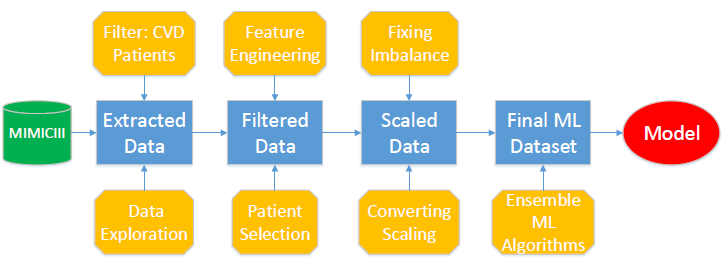 Filter: CVD
Patients
Feature
Engineering
Fixing
Imbalance
MIMICIII
Extracted
Data
Filtered
Data
Scaled
Data
Final ML
Dataset
Model
Data
Exploration
Patient
Selection
Converting
Scaling
Ensemble
ML
Algorithms